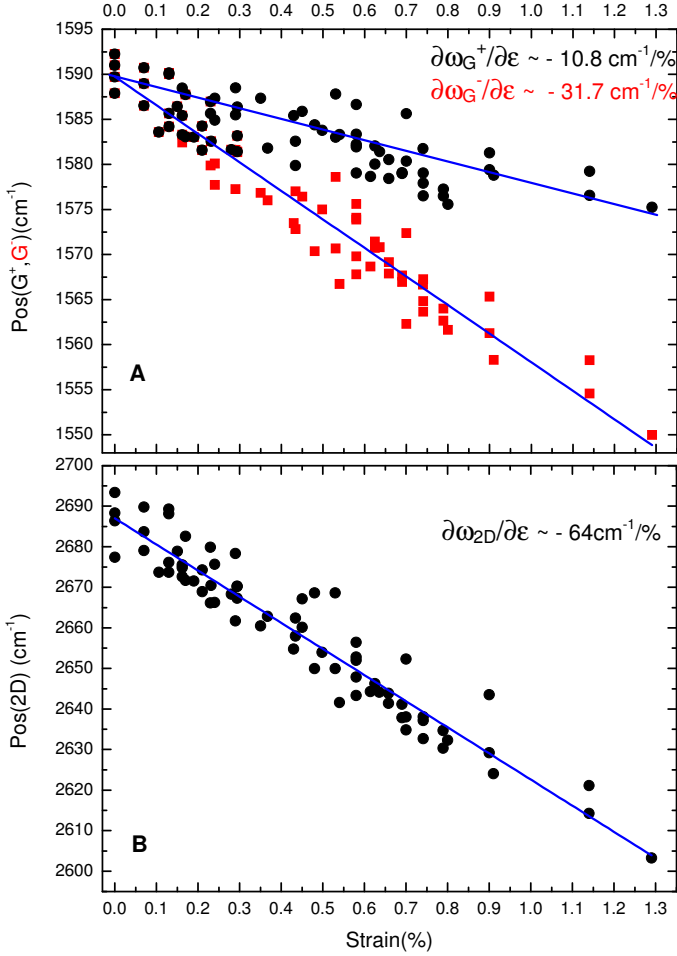 0.0 0.1 0.2 0.3 0.4 0.5 0.6 0.7 0.8 0.9 1.0 1.1 1.2 1.3
1595
1590
1585
1580
1575
1570
1565
1560
1555
1550
Pos(G⁺,G⁻)(cm⁻¹)
∂ω_G⁺/∂ε ~ - 10.8 cm⁻¹/%
∂ω_G⁻/∂ε ~ - 31.7 cm⁻¹/%
A
2700
2690
2680
2670
2660
2650
2640
2630
2620
2610
2600
Pos(2D) (cm⁻¹)
∂ω_2D/∂ε ~ - 64cm⁻¹/%
B
0.0 0.1 0.2 0.3 0.4 0.5 0.6 0.7 0.8 0.9 1.0 1.1 1.2 1.3
Strain(%)